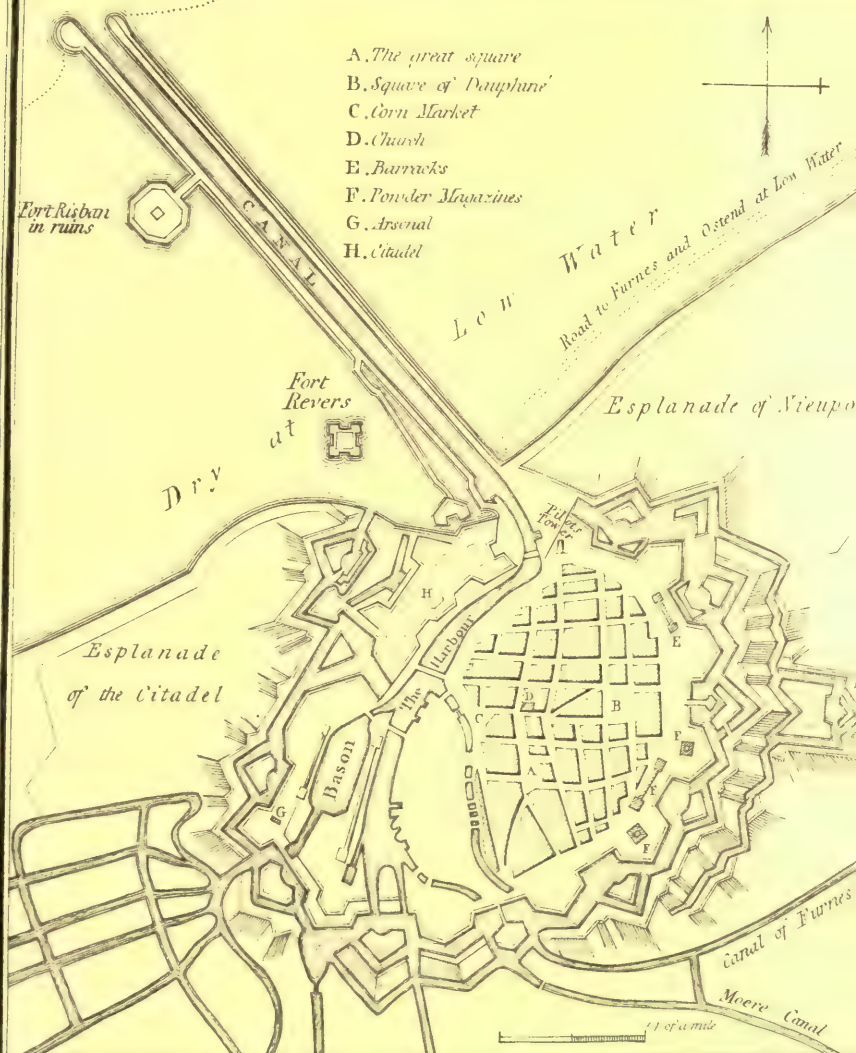 A. The great square
B. Square of Dauphine
C. Corn Market
D. Church
E. Barracks
F. Powder Magazines
G. Arsenal
H. Citadel
Fort Risban
in ruins
CANAL
Low Water
Road to Furnes and Ostend at Low Water
Fort
Revers
Esplanade of Nieupo
Dry at
Pilots
Tower
H
E
Esplanade
of the Citadel
The Harbour
D
B
C
F
A
Bason
G
E
F
Canal of Furnes
Moere Canal
of a mile